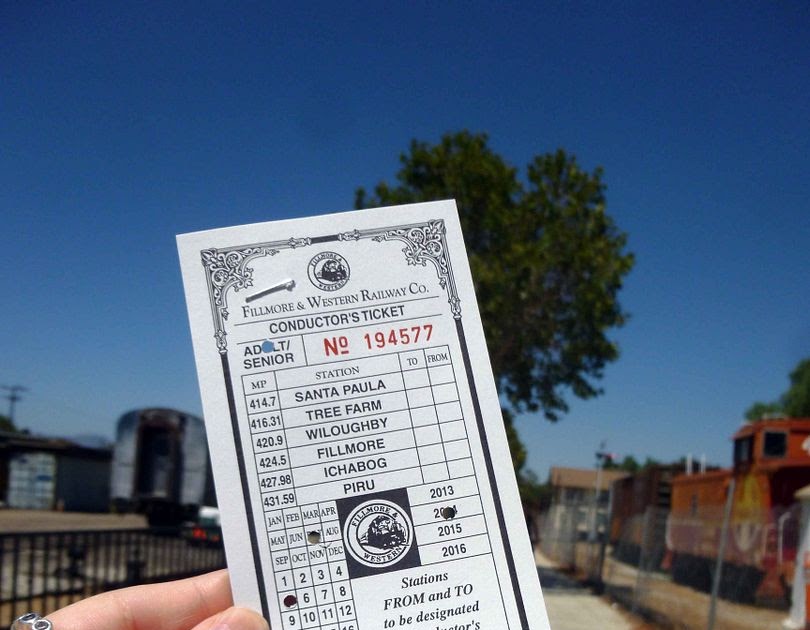 FILLMORE & WESTERN
FILLMORE & WESTERN RAILWAY CO.
CONDUCTOR'S TICKET
ADULT/
SENIOR
Nº 194577
MP STATION TO FROM
414.7 SANTA PAULA
416.31 TREE FARM
420.9 WILOUGHBY
424.5 FILLMORE
427.98 ICHABOG
431.59 PIRU
JAN FEB MAR APR
MAY JUN AUG
SEP OCT NOV DEC
FILLMORE &
WESTERN
2013
2015
2016
1 2 3 4
6 7 8
9 10 11 12
16
Stations
FROM and TO
to be designated